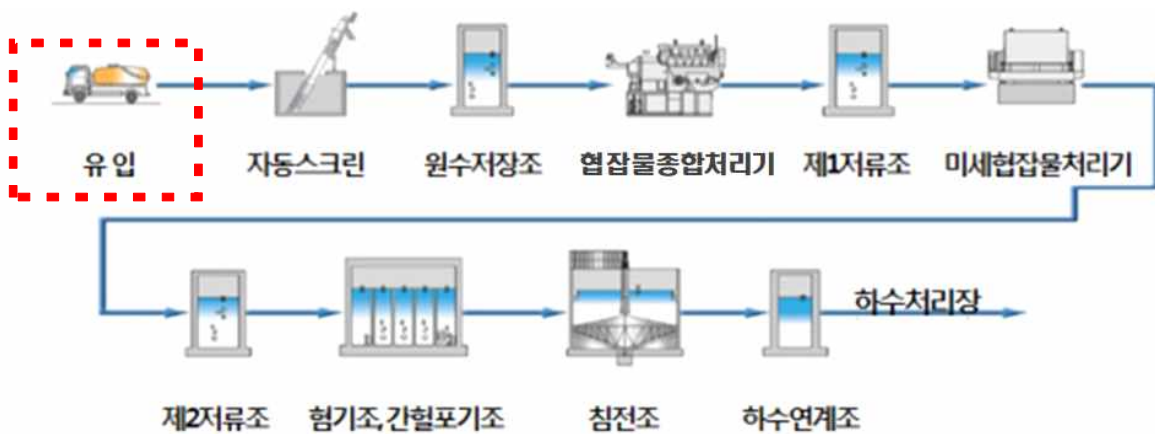 유 입 자동스크린 원수저장조 협잡물종합처리기 제1저류조 미세협잡물처리기
하수처리장
제2저류조 혐기조,간헐포기조 침전조 하수연계조